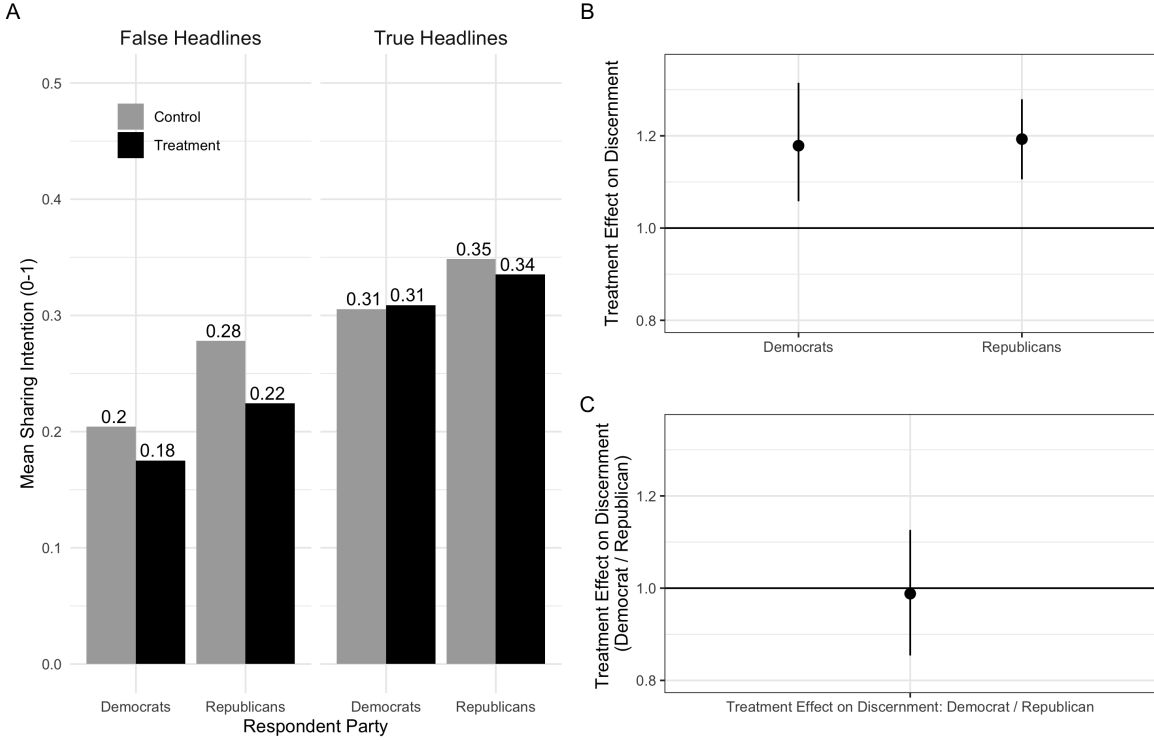 A
False Headlines
True Headlines
0.5
Control
Treatment
0.4
0.3
0.2
0.1
0.0
Mean Sharing Intention (0-1)
0.2
0.18
0.28
0.22
0.31
0.31
0.35
0.34
Democrats
Republicans
Democrats
Republicans
Respondent Party
B
Treatment Effect on Discernment
1.2
1.0
0.8
Democrats
Republicans
C
Treatment Effect on Discernment
(Democrat / Republican)
1.2
1.0
0.8
Treatment Effect on Discernment: Democrat / Republican